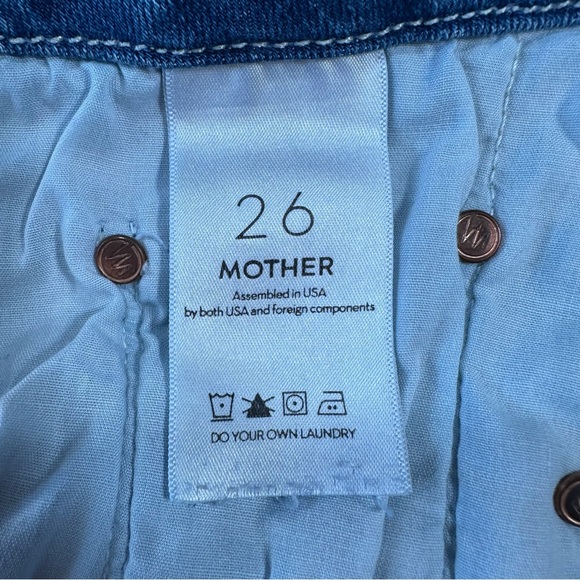 26
MOTHER
Assembled in USA
by both USA and foreign components
DO YOUR OWN LAUNDRY